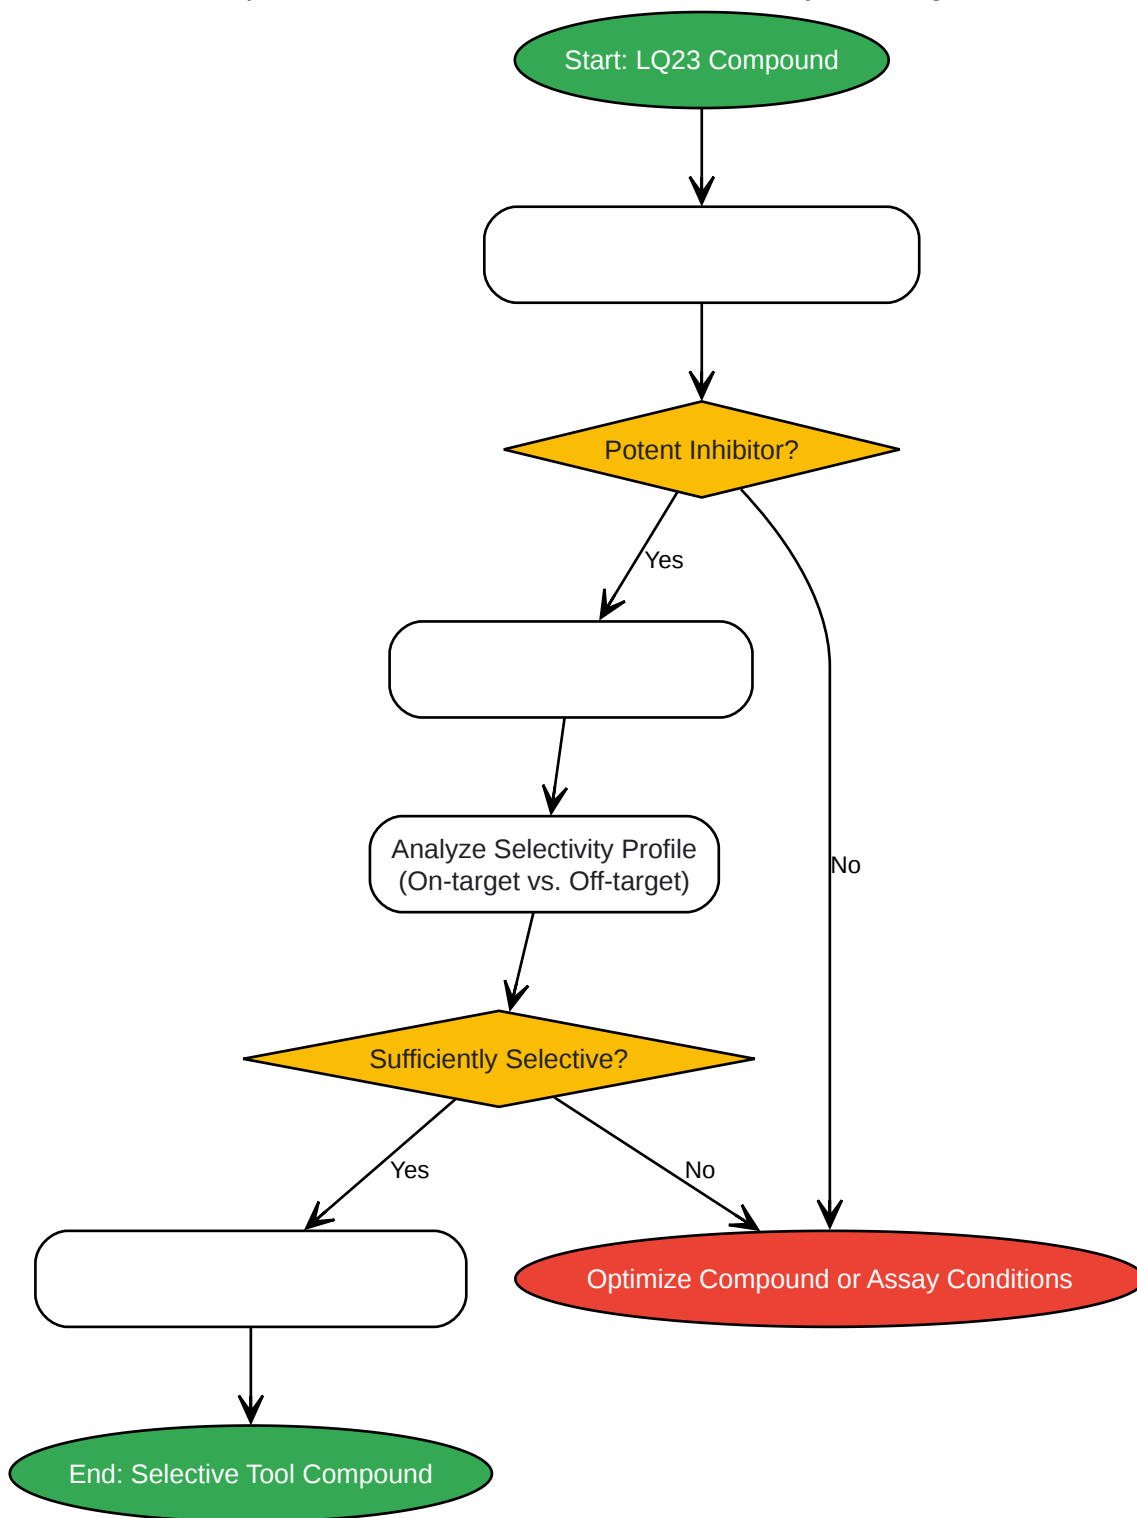 Start: LQ23 Compound
Potent Inhibitor?
Yes
Analyze Selectivity Profile
(On-target vs. Off-target)
No
Sufficiently Selective?
Yes
No
Optimize Compound or Assay Conditions
End: Selective Tool Compound